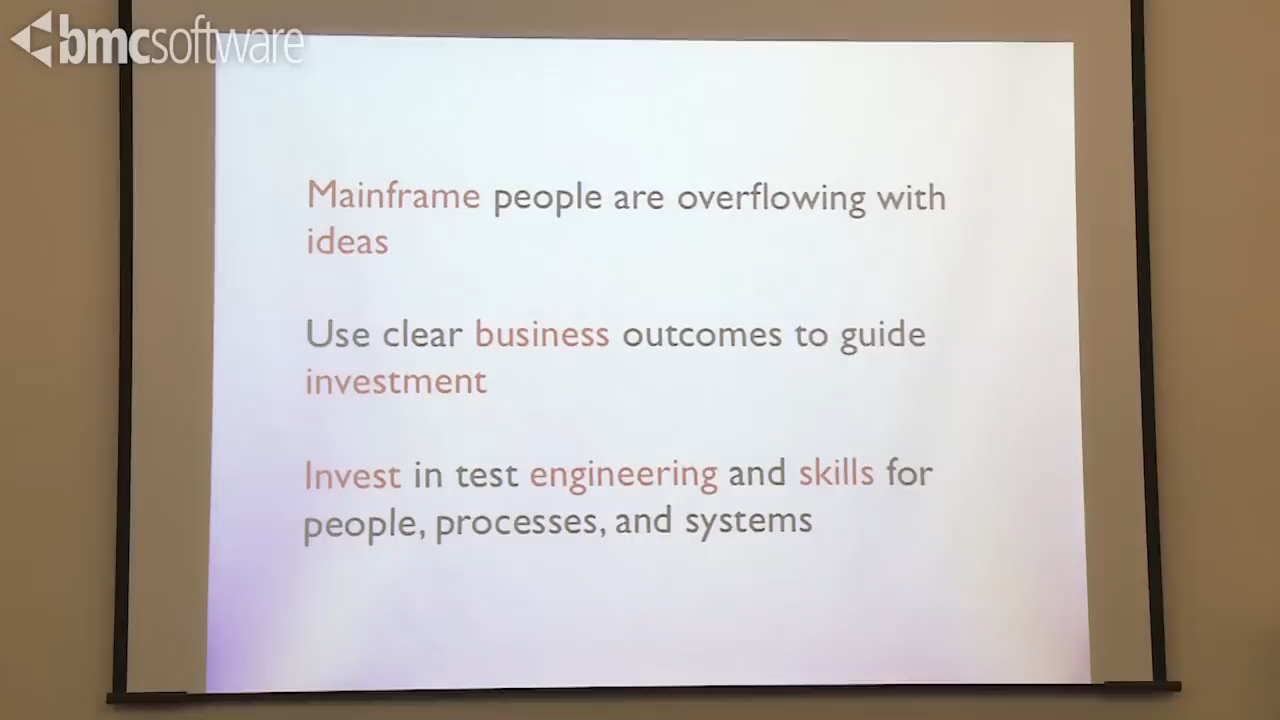 bmcsoftware
Mainframe people are overflowing with
ideas
Use clear business outcomes to guide
investment
Invest in test engineering and skills for
people, processes, and systems